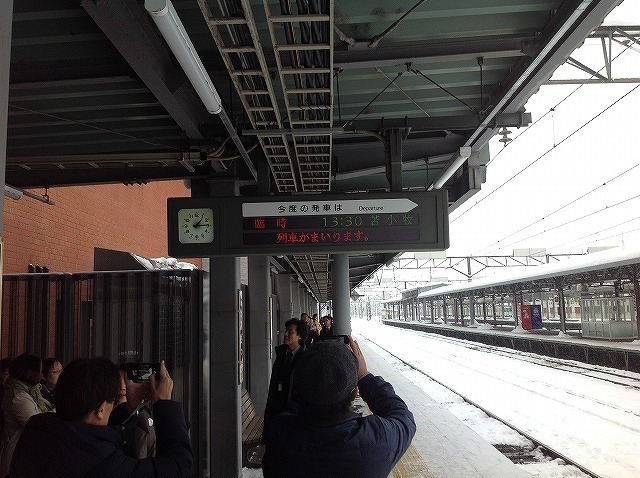 今度の発車は Departure
臨時 13:30 苫小牧
列車がまいります。